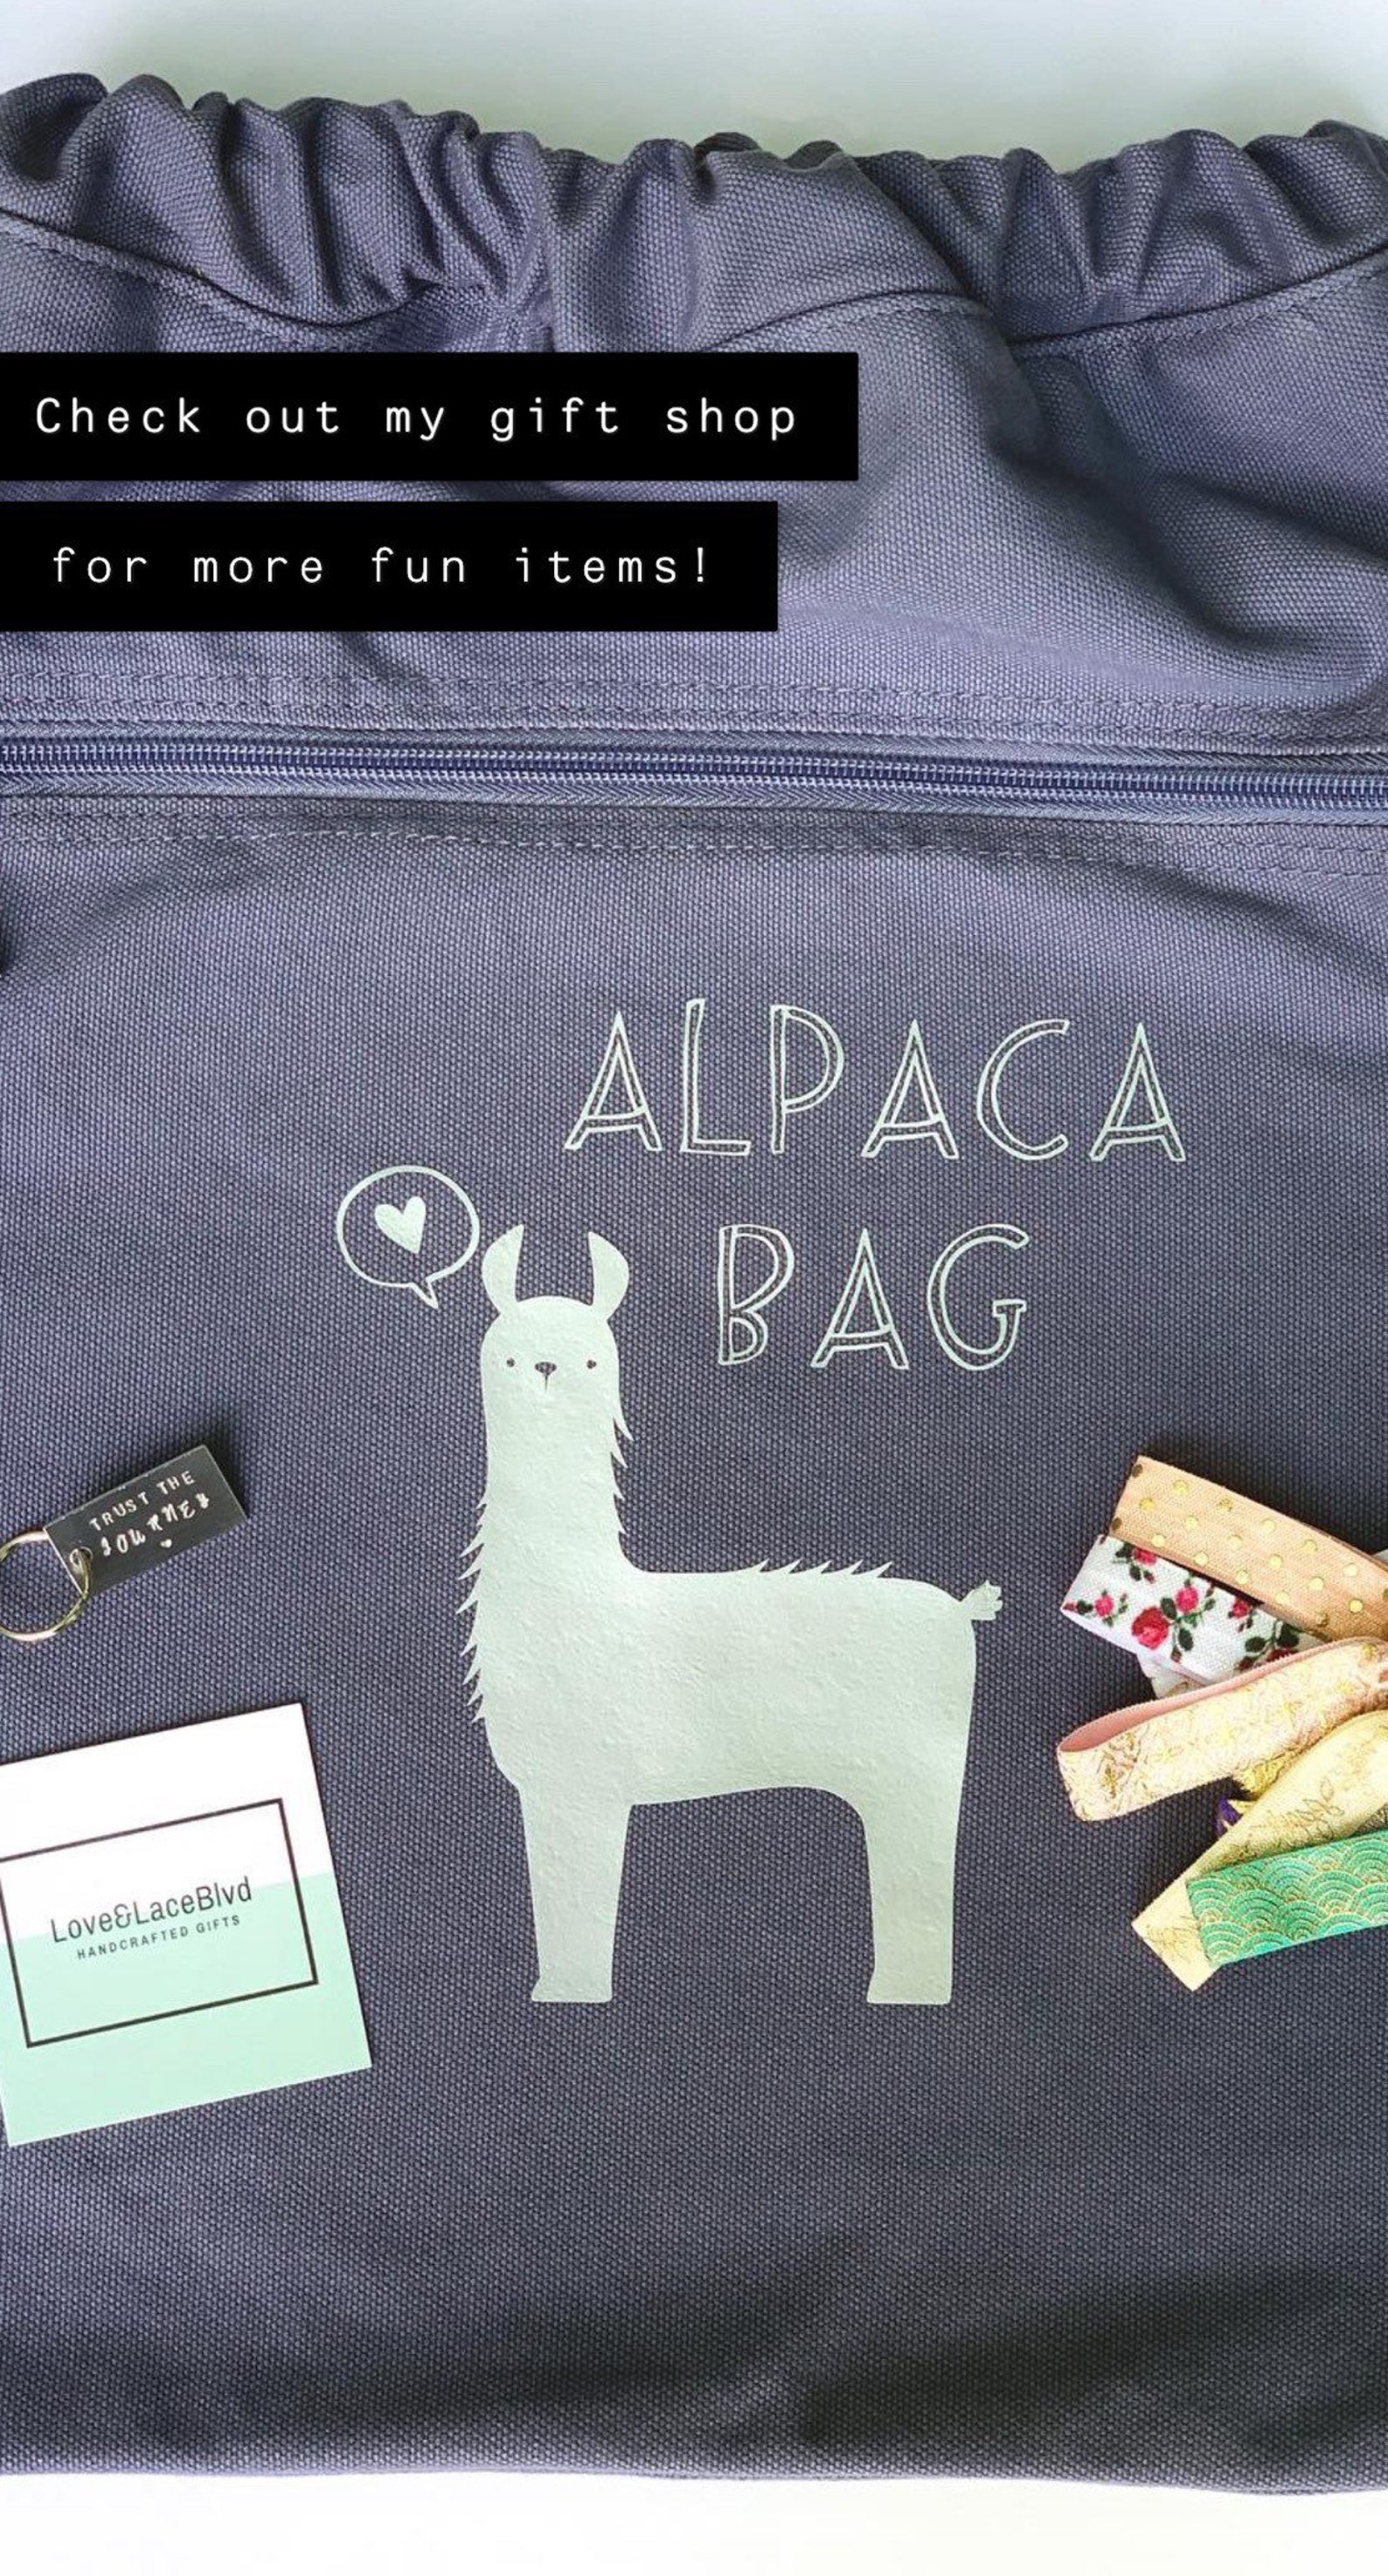 Check out my gift shop
for more fun items!
ALPACA
BAG
TRUST THE
JOURNEY
Love&LaceBlvd
HANDCRAFTED GIFTS